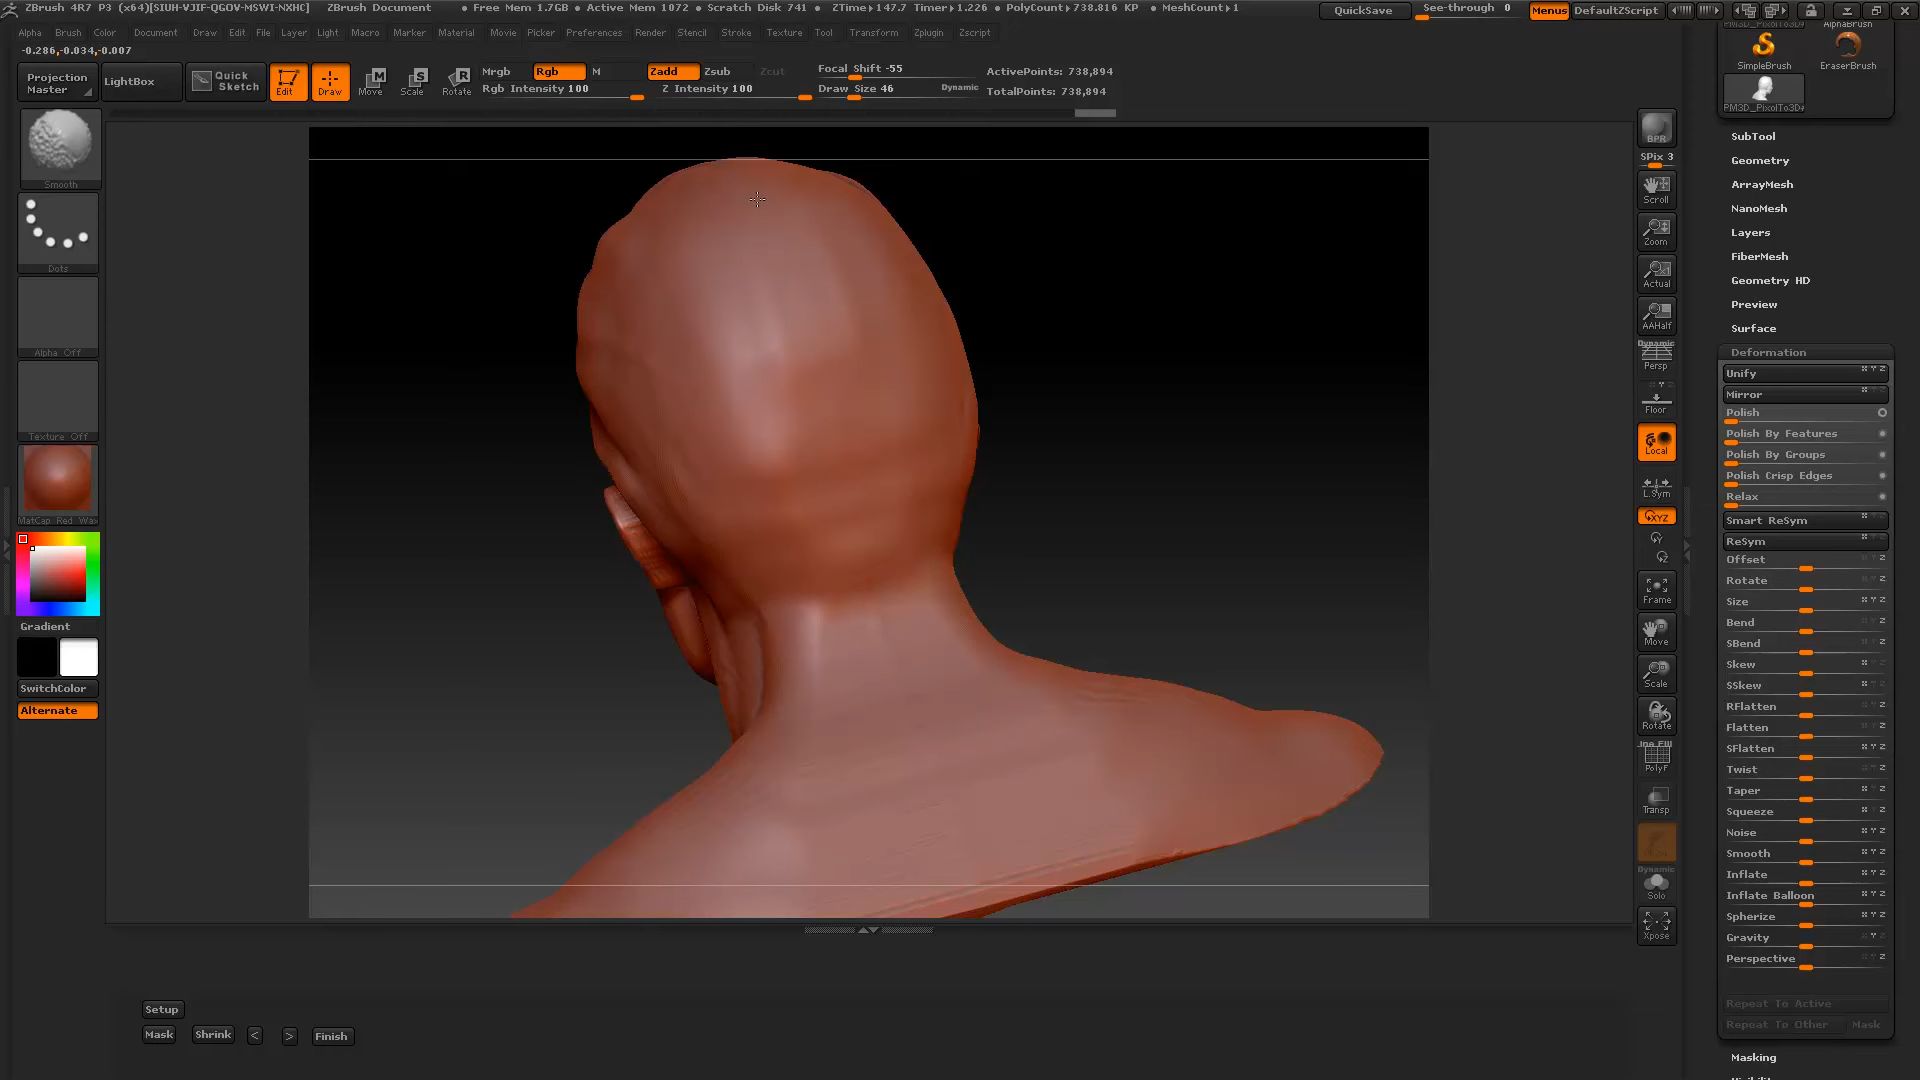 ZBrush 4R7 P3 (x64)[SIUH-VJIF-QGOV-MSWI-NXHC] ZBrush Document • Free Mem 1.7GB • Active Mem 1072 • Scratch Disk 741 • ZTime▸147.7 Timer▸1.226 • PolyCount▸738.816 KP • MeshCount▸1 QuickSave See-through 0 Menus DefaultZScript
Alpha Brush Color Document Draw Edit File Layer Light Macro Marker Material Movie Picker Preferences Render Stencil Stroke Texture Tool Transform Zplugin Zscript
-0.286,-0.034,-0.007
Projection Master
LightBox
Quick Sketch
Edit
Draw
Move
Scale
Rotate
Mrgb Rgb M
Rgb Intensity 100
Zadd Zsub Zcut
Z Intensity 100
Focal Shift -55
Draw Size 46 Dynamic
ActivePoints: 738,894
TotalPoints: 738,894
Smooth
Dots
Alpha Off
Texture Off
MatCap Red Wax
Gradient
SwitchColor
Alternate
BPR
SPix 3
Scroll
Zoom
Actual
AAHalf
Dynamic
Persp
Floor
Local
L.Sym
XYZ
Y
Z
Frame
Move
Scale
Rotate
Line Fill
PolyF
Transp
Dynamic
Solo
Xpose
AlphaBrush
SimpleBrush
EraserBrush
SubTool
Geometry
ArrayMesh
NanoMesh
Layers
FiberMesh
Geometry HD
Preview
Surface
Deformation
Unify X Y Z
Mirror
Polish
Polish By Features
Polish By Groups
Polish Crisp Edges
Relax
Smart ReSym
ReSym
Offset
Rotate
Size
Bend
SBend
Skew
SSkew
RFlatten
Flatten
SFlatten
Twist
Taper
Squeeze
Noise
Smooth
Inflate
Inflate Balloon
Spherize
Gravity
Perspective
Repeat To Active
Repeat To Other Mask
Masking
Setup
Mask Shrink < > Finish